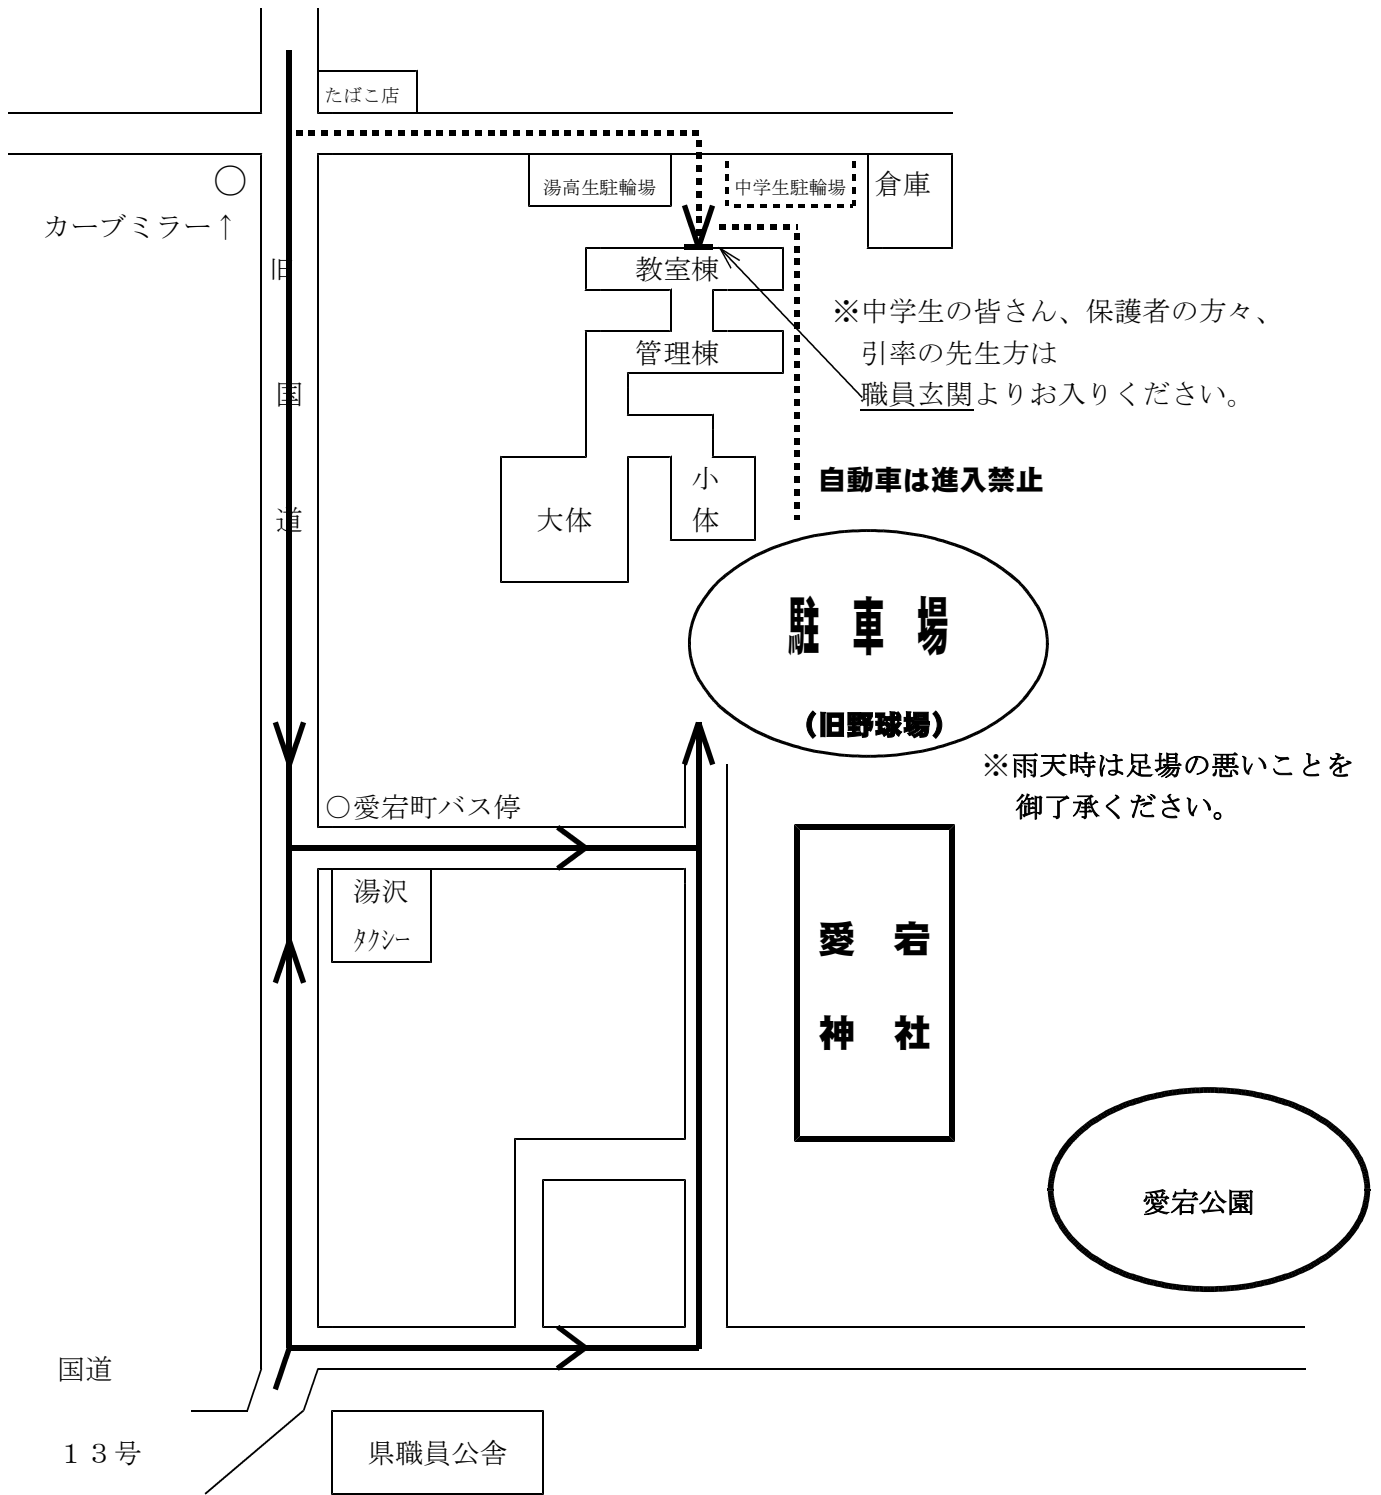 たばこ店
湯高生駐輪場
中学生駐輪場
倉庫
カーブミラー↑
旧
国
道
教室棟
※中学生の皆さん、保護者の方々、
引率の先生方は
職員玄関よりお入りください。
管理棟
自動車は進入禁止
小
体
大体
駐車場
（旧野球場）
※雨天時は足場の悪いことを
御了承ください。
○愛宕町バス停
湯沢
ﾀｸｼｰ
愛宕
神社
愛宕公園
国道
１３号
県職員公舎